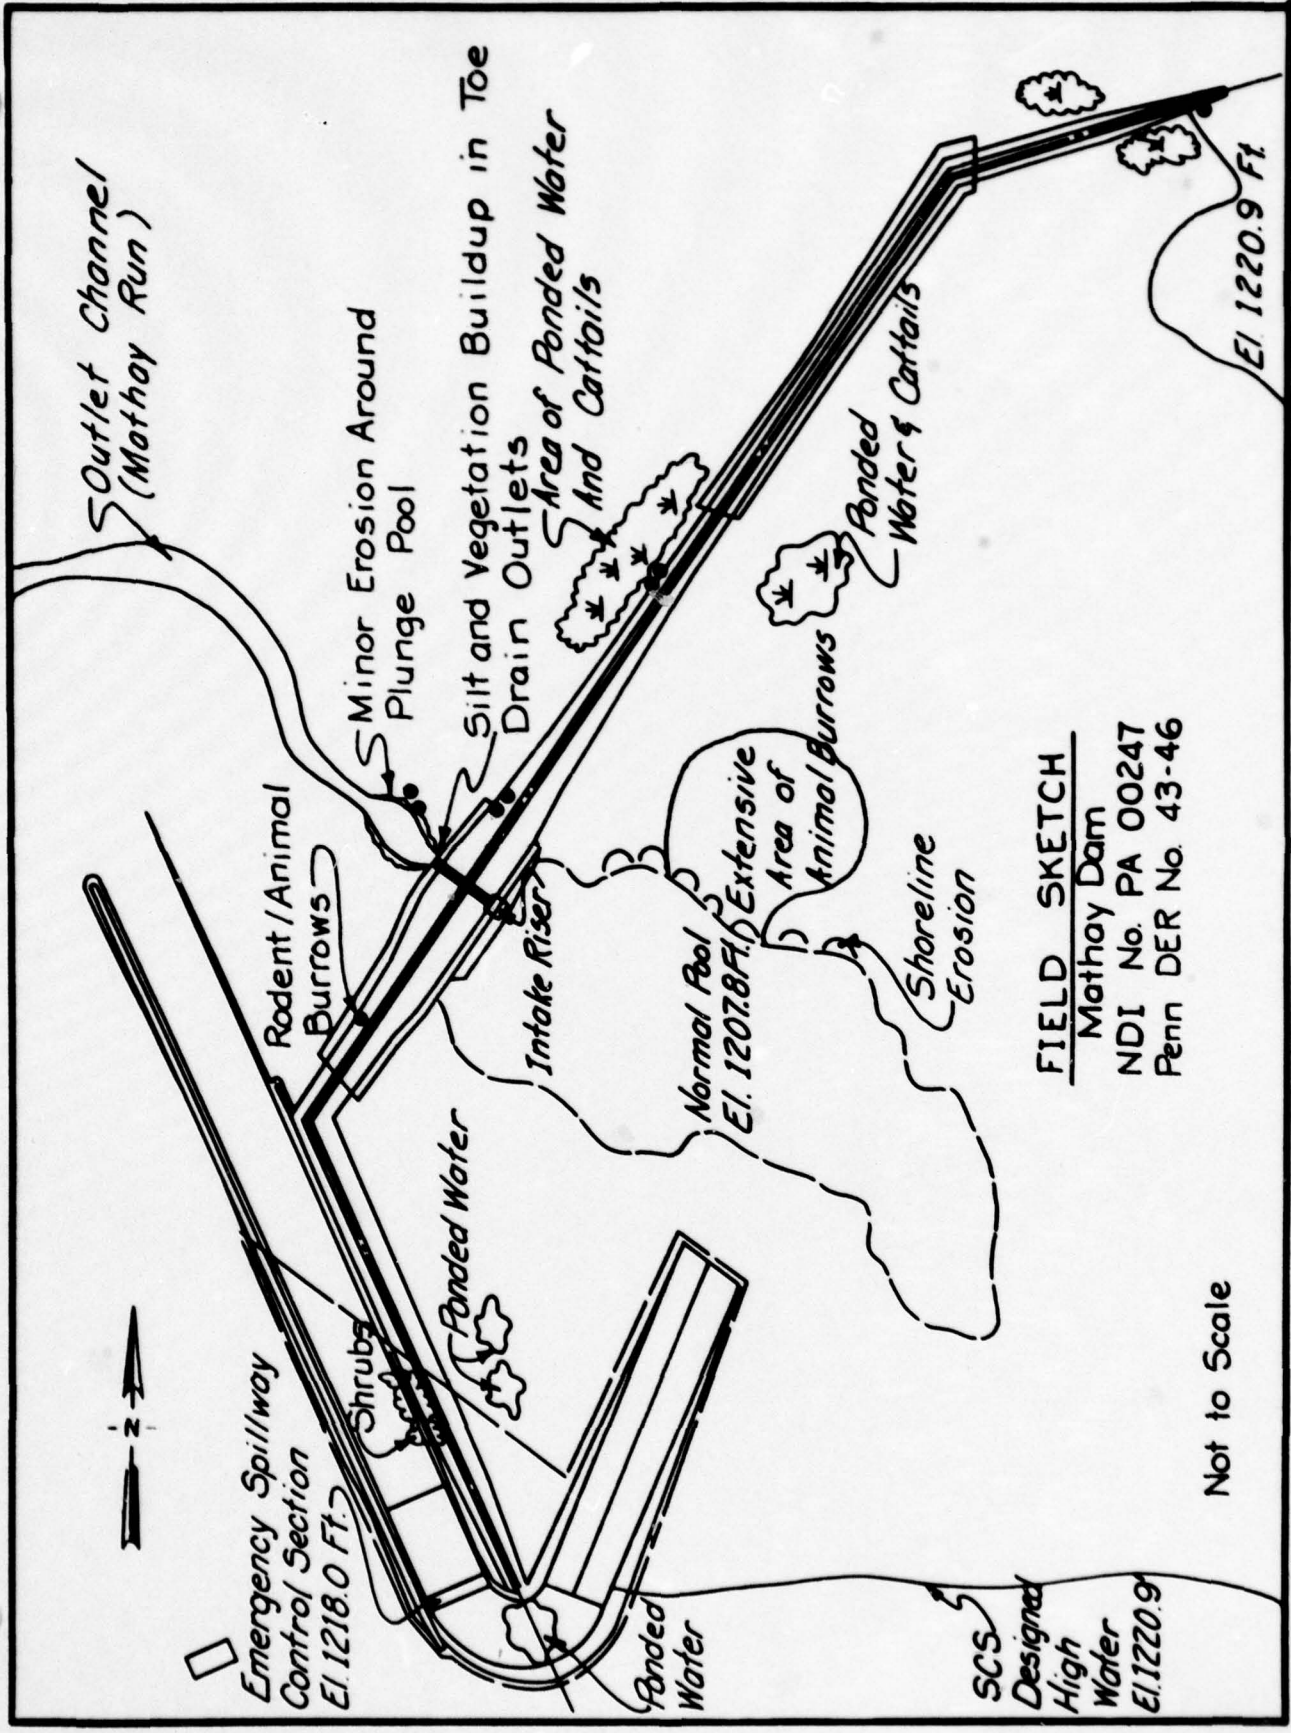 Outlet Channel
(Mathay Run)
Minor Erosion Around
Plunge Pool
Silt and Vegetation Buildup in Toe
Drain Outlets
Area of Ponded Water
And Cattails
Rodent/Animal
Burrows
Intake Riser
Ponded
Water & Cattails
El. 1220.9 Ft.
Extensive
Area of
Animal Burrows
Normal Pool
El. 1207.8 Ft.
Shoreline
Erosion
Ponded Water
Shrubs
N
Emergency Spillway
Control Section
El. 1218.0 Ft.
Ponded
Water
SCS
Designed
High
Water
El. 1220.9
FIELD SKETCH
Mathay Dam
NDI No. PA 00247
Penn DER No. 43-46
Not to Scale